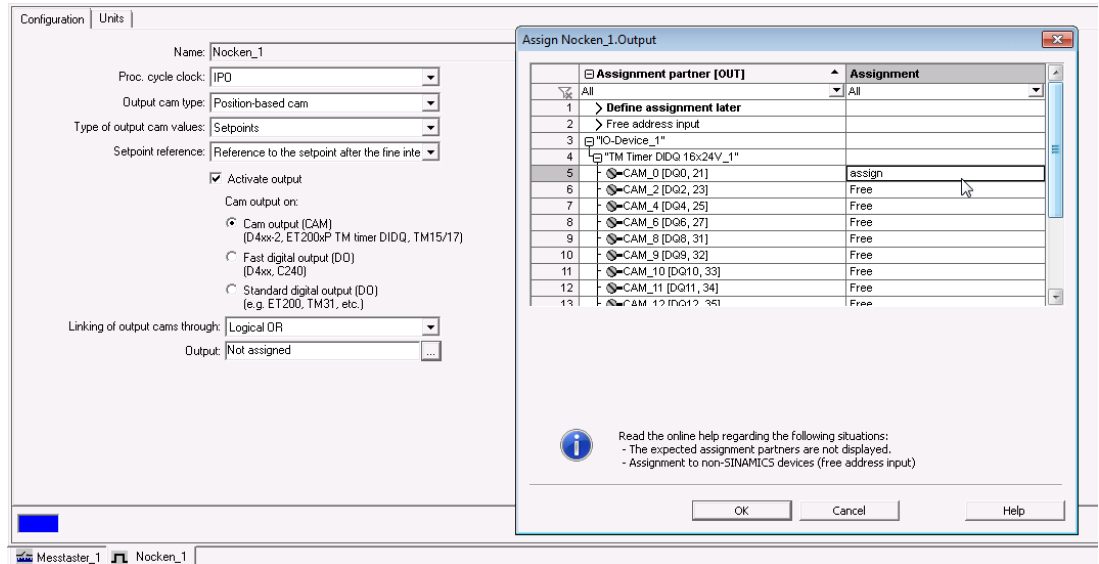 Configuration
Units
Name: Nocken_1
Proc. cycle clock: IPO
Output cam type: Position-based cam
Type of output cam values: Setpoints
Setpoint reference: Reference to the setpoint after the fine inte
Activate output
Cam output on:
Cam output (CAM)
(D4xx-2, ET200xP TM timer DIDQ, TM15/17)
Fast digital output (DO)
(D4xx, C240)
Standard digital output (DO)
(e.g. ET200, TM31, etc.)
Linking of output cams through: Logical OR
Output: Not assigned ...
Messtaster_1
Nocken_1
Assign Nocken_1.Output
Assignment partner [OUT] Assignment
All All
1 Define assignment later
2 Free address input
3 "IO-Device_1"
4 "TM Timer DIDQ 16x24V_1"
5 CAM_0 [DQ0, 21] assign
6 CAM_2 [DQ2, 23] Free
7 CAM_4 [DQ4, 25] Free
8 CAM_6 [DQ6, 27] Free
9 CAM_8 [DQ8, 31] Free
10 CAM_9 [DQ9, 32] Free
11 CAM_10 [DQ10, 33] Free
12 CAM_11 [DQ11, 34] Free
13 CAM_12 [DQ12, 35] Free
Read the online help regarding the following situations:
- The expected assignment partners are not displayed.
- Assignment to non-SINAMICS devices (free address input)
OK
Cancel
Help